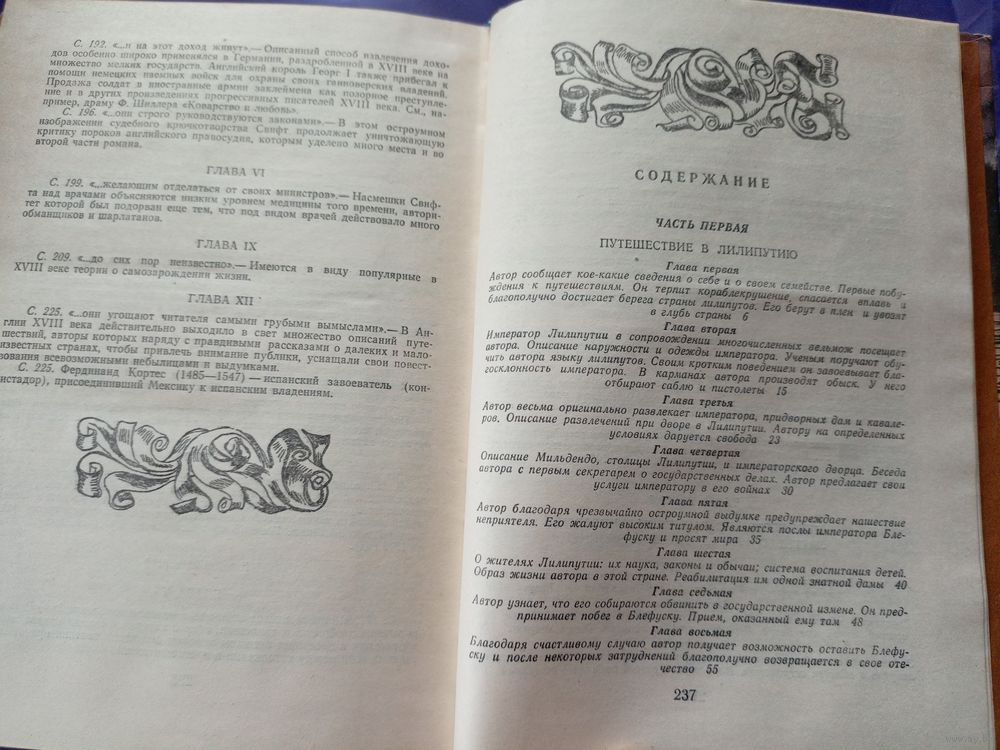 С. 192. «...и на этот доход живут».— Описанный способ извлечения дохо-
дов особенно широко применялся в Германии, раздробленной в XVIII веке на
множество мелких государств. Английский король Георг I также прибегал к
помощи немецких наемных войск для охраны своих ганноверских владений.
Продажа солдат в иностранные армии заклеймена как позорное преступле-
ние и в других произведениях прогрессивных писателей XVIII века. См., на-
пример, драму Ф. Шиллера «Коварство и любовь».
С. 196. «...они строго руководствуются законами».— В этом остроумном
изображении судебного крючкотворства Свифт продолжает уничтожающую
критику пороков английского правосудия, которым уделено много места и во
второй части романа.
ГЛАВА VI
С. 199. «...желающим отделаться от своих министров».— Насмешки Свиф-
та над врачами объясняются низким уровнем медицины того времени, автори-
тет которой был подорван еще тем, что под видом врачей действовало много
обманщиков и шарлатанов.
ГЛАВА IX
С. 209. «...до сих пор неизвестно».— Имеются в виду популярные в
XVIII веке теории о самозарождении жизни.
ГЛАВА XII
С. 225. «...они угощают читателя самыми грубыми вымыслами».— В Ан-
глии XVIII века действительно выходило в свет множество описаний путе-
шествий, авторы которых наряду с правдивыми рассказами о далеких и мало-
известных странах, чтобы привлечь внимание публики, уснащали свои повест-
вования всевозможными небылицами и выдумками.
С. 225. Фердинанд Кортес (1485—1547) — испанский завоеватель (кон-
кистадор), присоединивший Мексику к испанским владениям.
СОДЕРЖАНИЕ
ЧАСТЬ ПЕРВАЯ
ПУТЕШЕСТВИЕ В ЛИЛИПУТИЮ
Глава первая
Автор сообщает кое-какие сведения о себе и о своем семействе. Первые побу-
ждения к путешествиям. Он терпит кораблекрушение, спасается вплавь и
благополучно достигает берега страны лилипутов. Его берут в плен и увозят
в глубь страны 6
Глава вторая
Император Лилипутии в сопровождении многочисленных вельмож посещает
автора. Описание наружности и одежды императора. Ученым поручают обу-
чить автора языку лилипутов. Своим кротким поведением он завоевывает бла-
госклонность императора. В карманах автора производят обыск. У него
отбирают саблю и пистолеты 15
Глава третья
Автор весьма оригинально развлекает императора, придворных дам и кавале-
ров. Описание развлечений при дворе в Лилипутии. Автору на определенных
условиях даруется свобода 23
Глава четвертая
Описание Мильдендо, столицы Лилипутии, и императорского дворца. Беседа
автора с первым секретарем о государственных делах. Автор предлагает свои
услуги императору в его войнах 30
Глава пятая
Автор благодаря чрезвычайно остроумной выдумке предупреждает нашествие
неприятеля. Его жалуют высоким титулом. Являются послы императора Бле-
фуску и просят мира 35
Глава шестая
О жителях Лилипутии: их наука, законы и обычаи; система воспитания детей.
Образ жизни автора в этой стране. Реабилитация им одной знатной дамы 40
Глава седьмая
Автор узнает, что его собираются обвинить в государственной измене. Он пред-
принимает побег в Блефуску. Прием, оказанный ему там 48
Глава восьмая
Благодаря счастливому случаю автор получает возможность оставить Блефу-
ску и после некоторых затруднений благополучно возвращается в свое оте-
чество 55
237